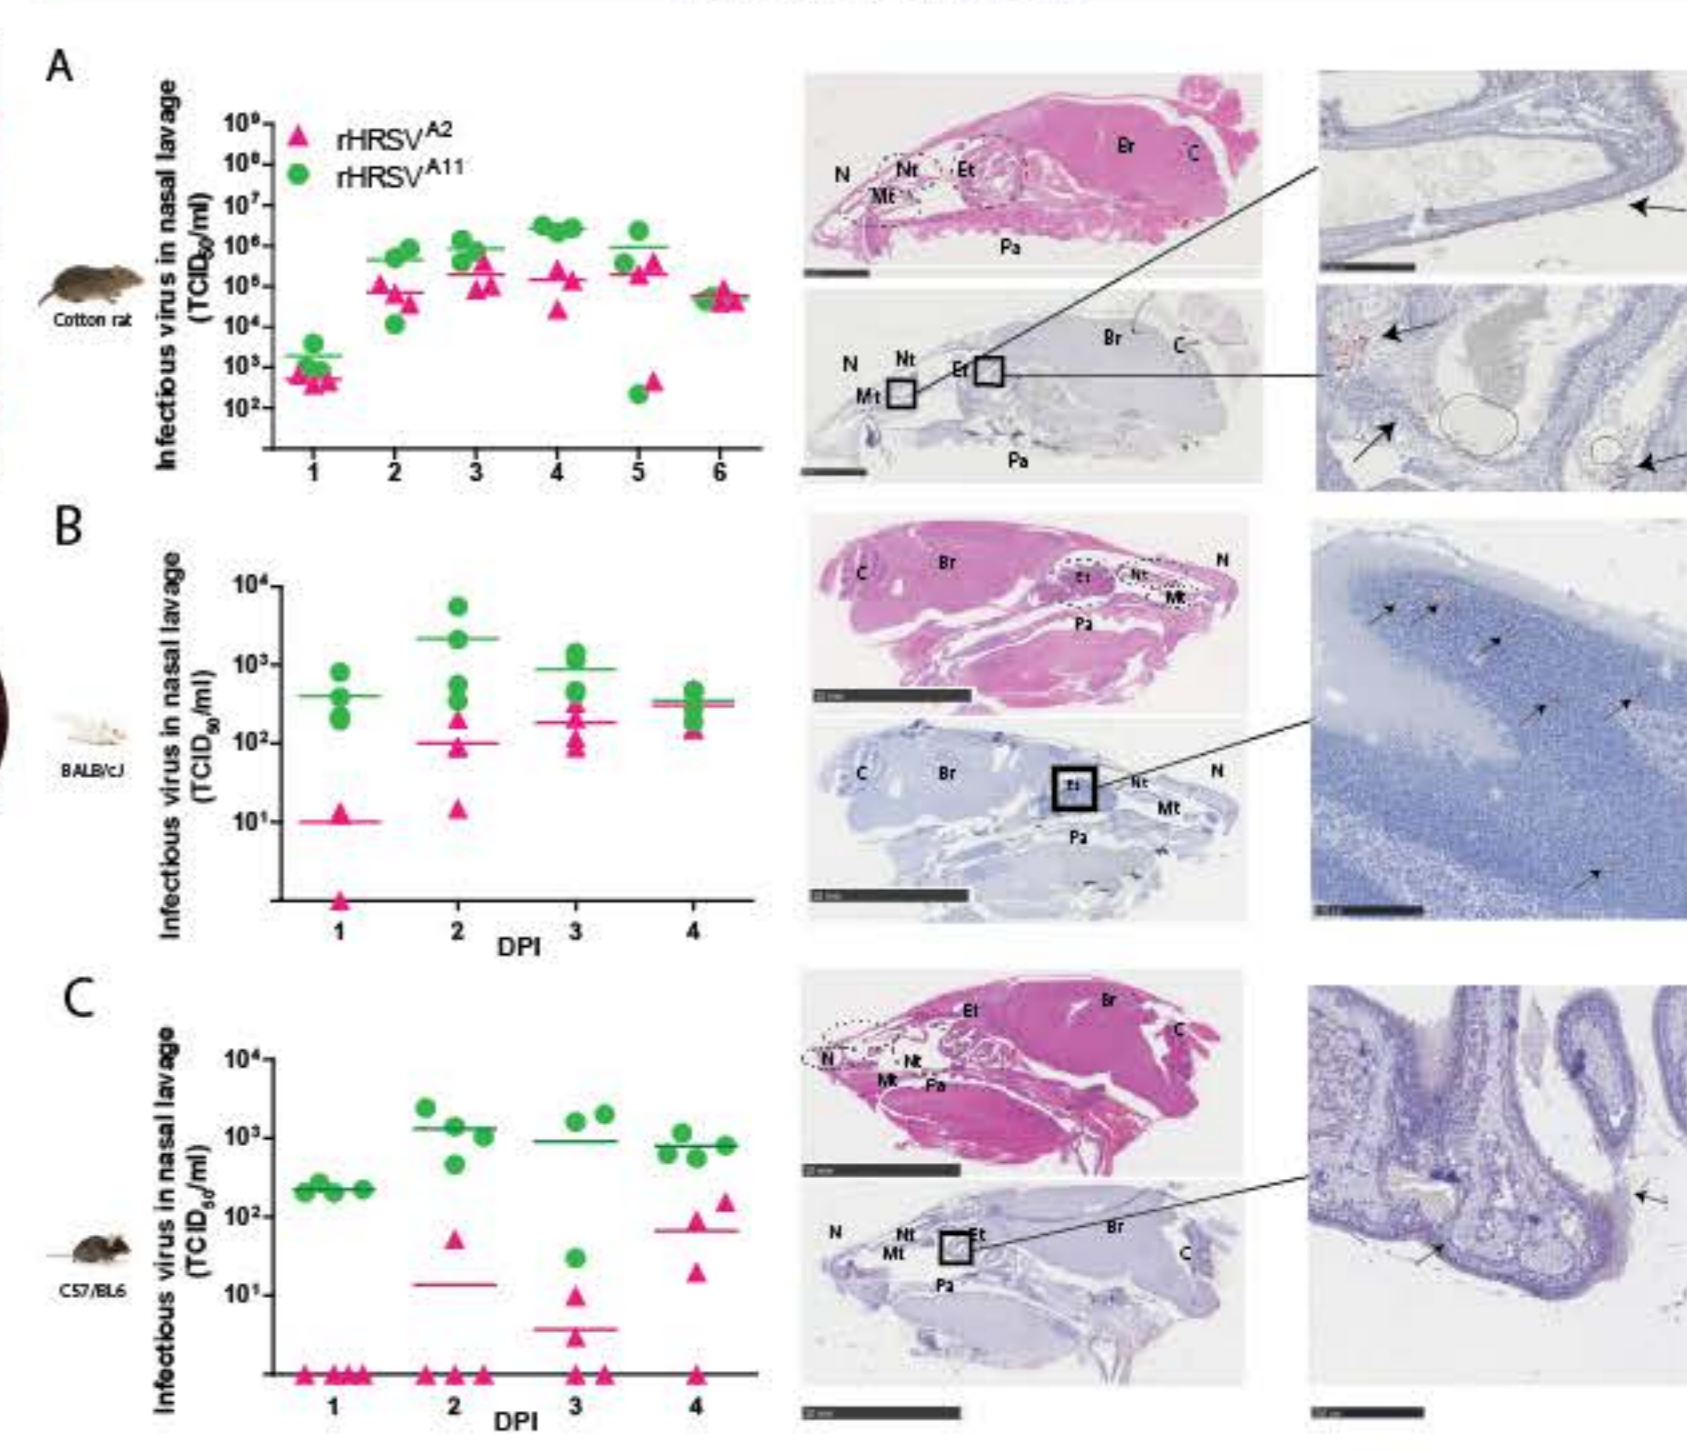 A
Infectious virus in nasal lavage
(TCID50/ml)
10⁹
10⁸
10⁷
10⁶
10⁵
10⁴
10³
10²
rHRSV^A2
rHRSV^A11
1 2 3 4 5 6
Cotton rat
N Nt Mt Et Br C Pa
N Nt Mt Et Br C Pa
B
Infectious virus in nasal lavage
(TCID50/ml)
10⁴
10³
10²
10¹
1 2 3 4
DPI
BALB/cJ
C Br Et Nt Mt N Pa
C Br Et Nt Mt N Pa
C
Infectious virus in nasal lavage
(TCID50/ml)
10⁴
10³
10²
10¹
1 2 3 4
DPI
C57/BL6
N Et Br C Nt Mt Pa
N Nt Mt Et Br C Pa